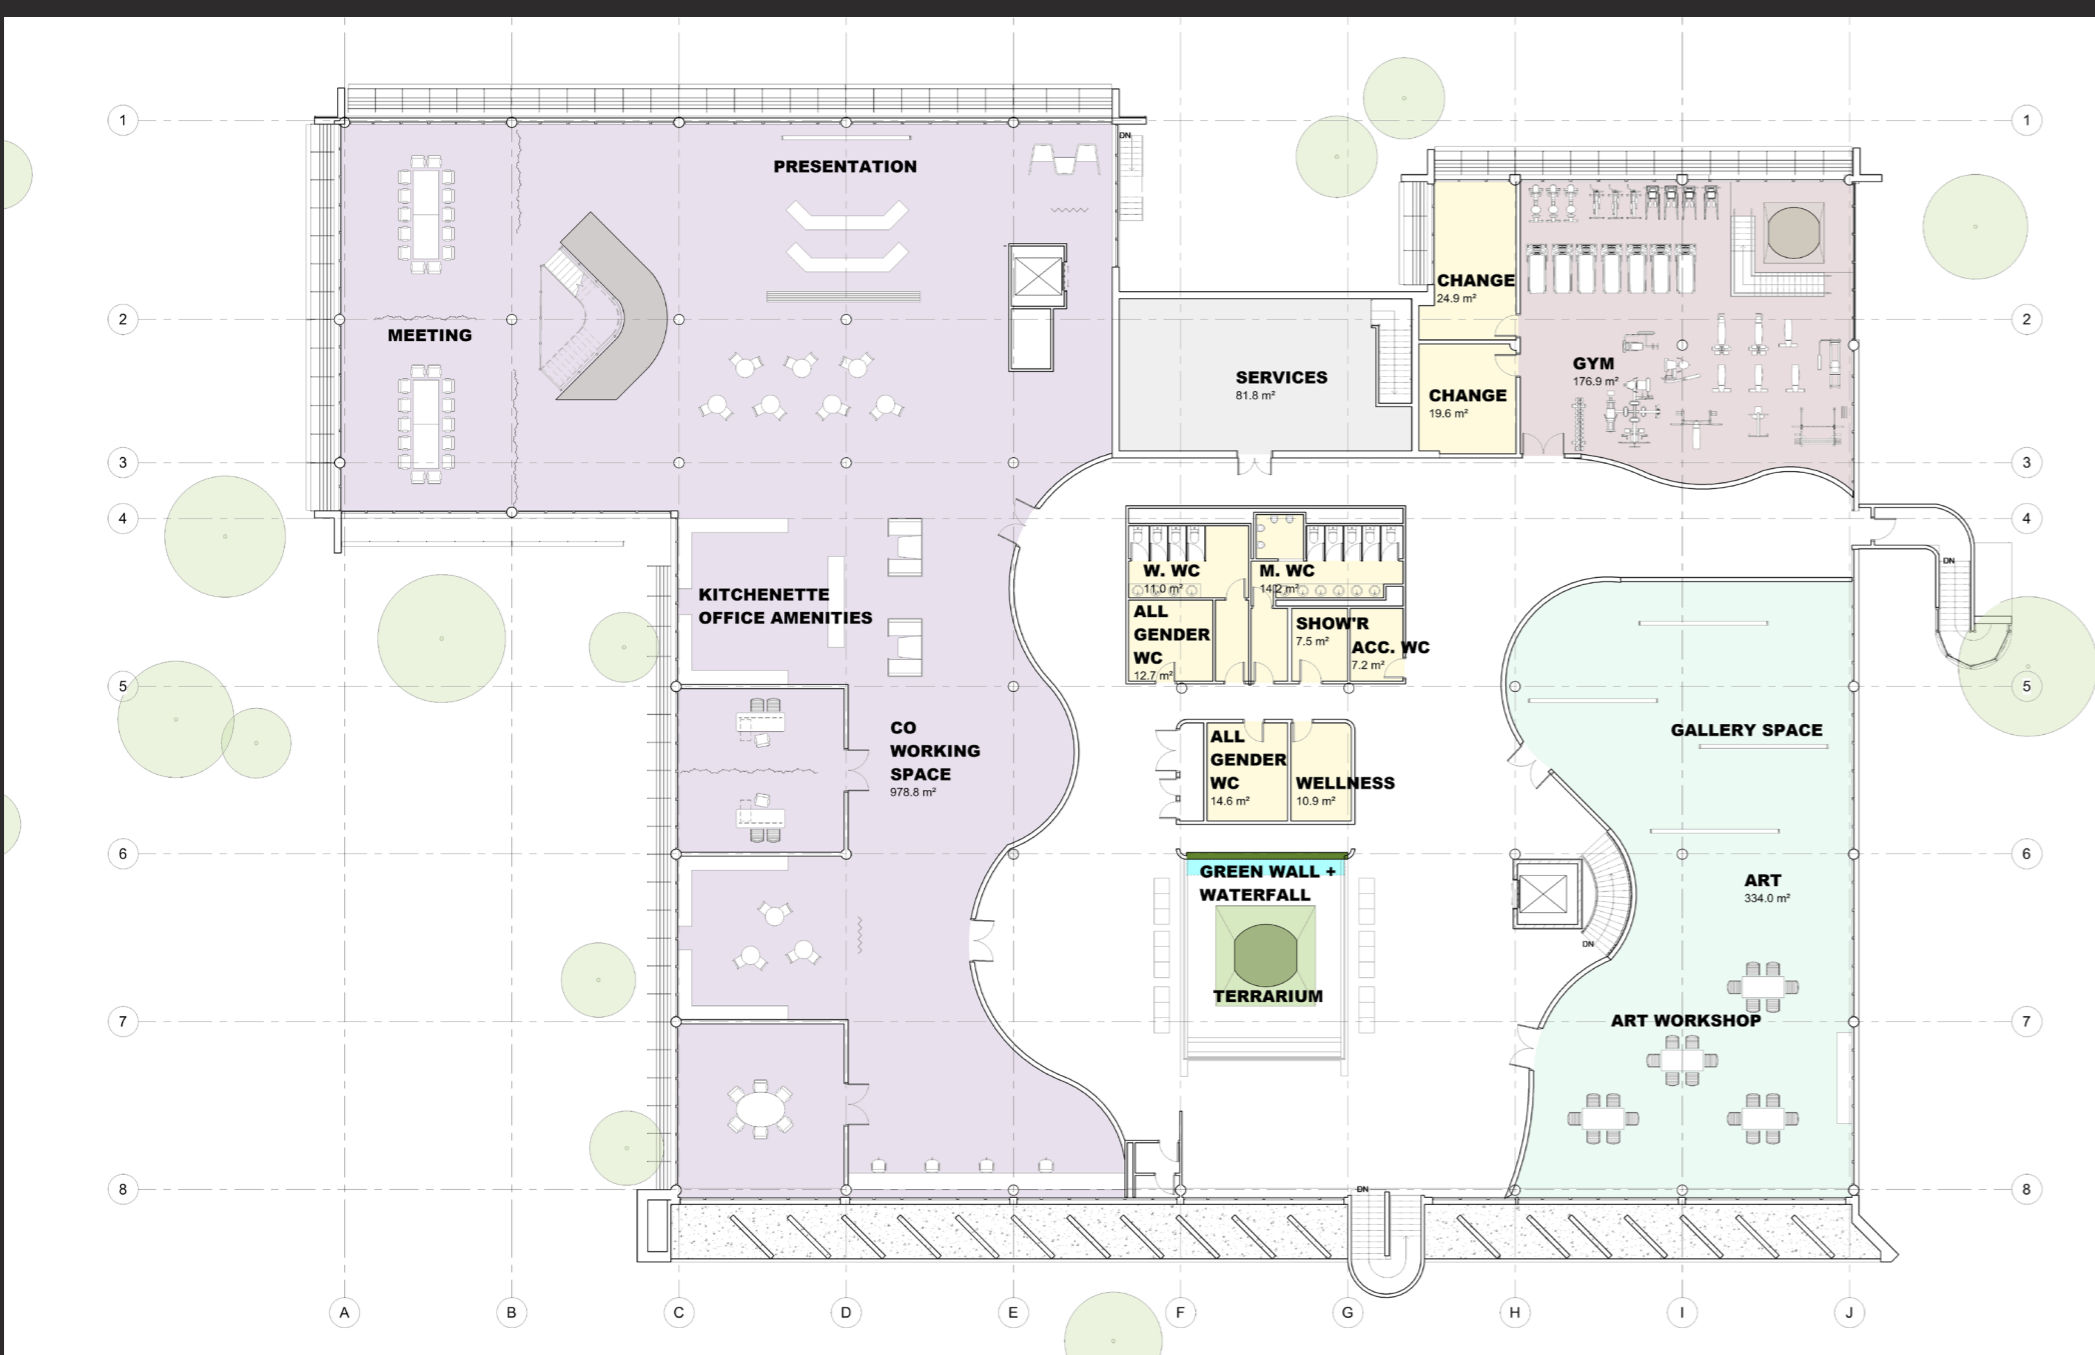 1
1
DN
PRESENTATION
CHANGE
24.9 m²
2
2
MEETING
GYM
176.9 m²
SERVICES
81.8 m²
CHANGE
19.6 m²
3
3
4
4
DN
W. WC
11.0 m²
M. WC
14.2 m²
KITCHENETTE
OFFICE AMENITIES
ALL
GENDER
WC
12.7 m²
SHOW'R
7.5 m²
ACC. WC
7.2 m²
5
5
CO
WORKING
SPACE
978.8 m²
ALL
GENDER
WC
14.6 m²
WELLNESS
10.9 m²
GALLERY SPACE
6
6
GREEN WALL +
WATERFALL
ART
334.0 m²
DN
TERRARIUM
7
7
ART WORKSHOP
8
8
DN
A
B
C
D
E
F
G
H
I
J